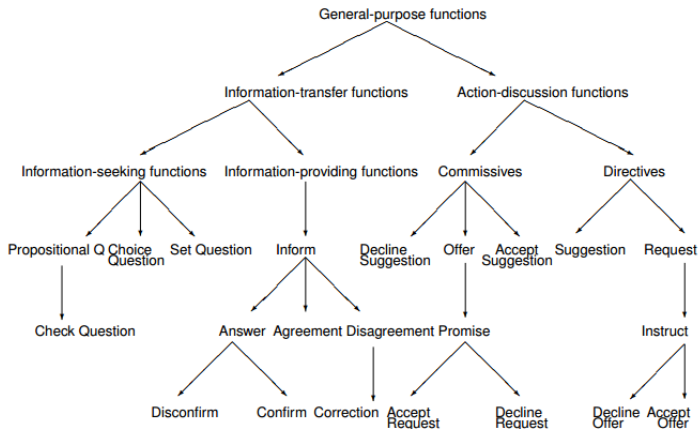 General-purpose functions
Information-transfer functions Action-discussion functions
Information-seeking functions Information-providing functions Commissives Directives
Propositional Q Choice Question Set Question Inform Decline Suggestion Offer Accept Suggestion Suggestion Request
Check Question Answer Agreement Disagreement Promise Instruct
Disconfirm Confirm Correction Accept Request Decline Request Decline Offer Accept Offer